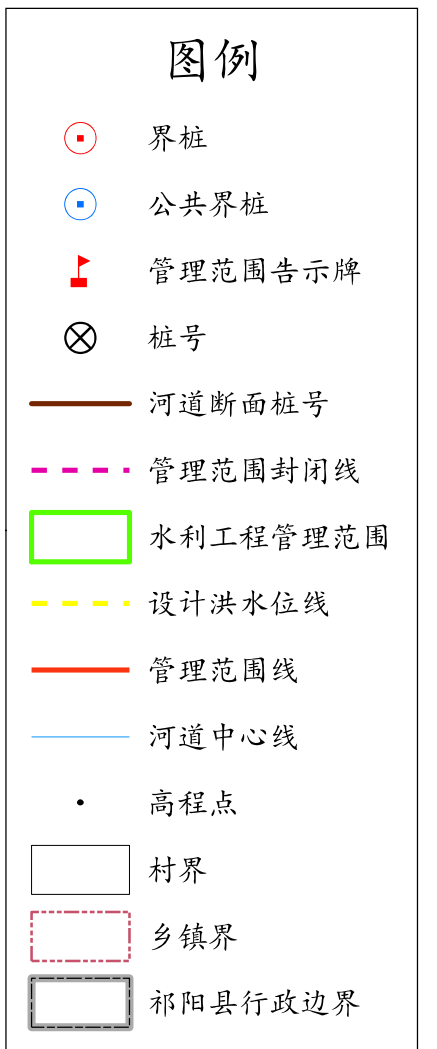 图例
界桩
公共界桩
管理范围告示牌
桩号
河道断面桩号
管理范围封闭线
水利工程管理范围
设计洪水位线
管理范围线
河道中心线
高程点
村界
乡镇界
祁阳县行政边界